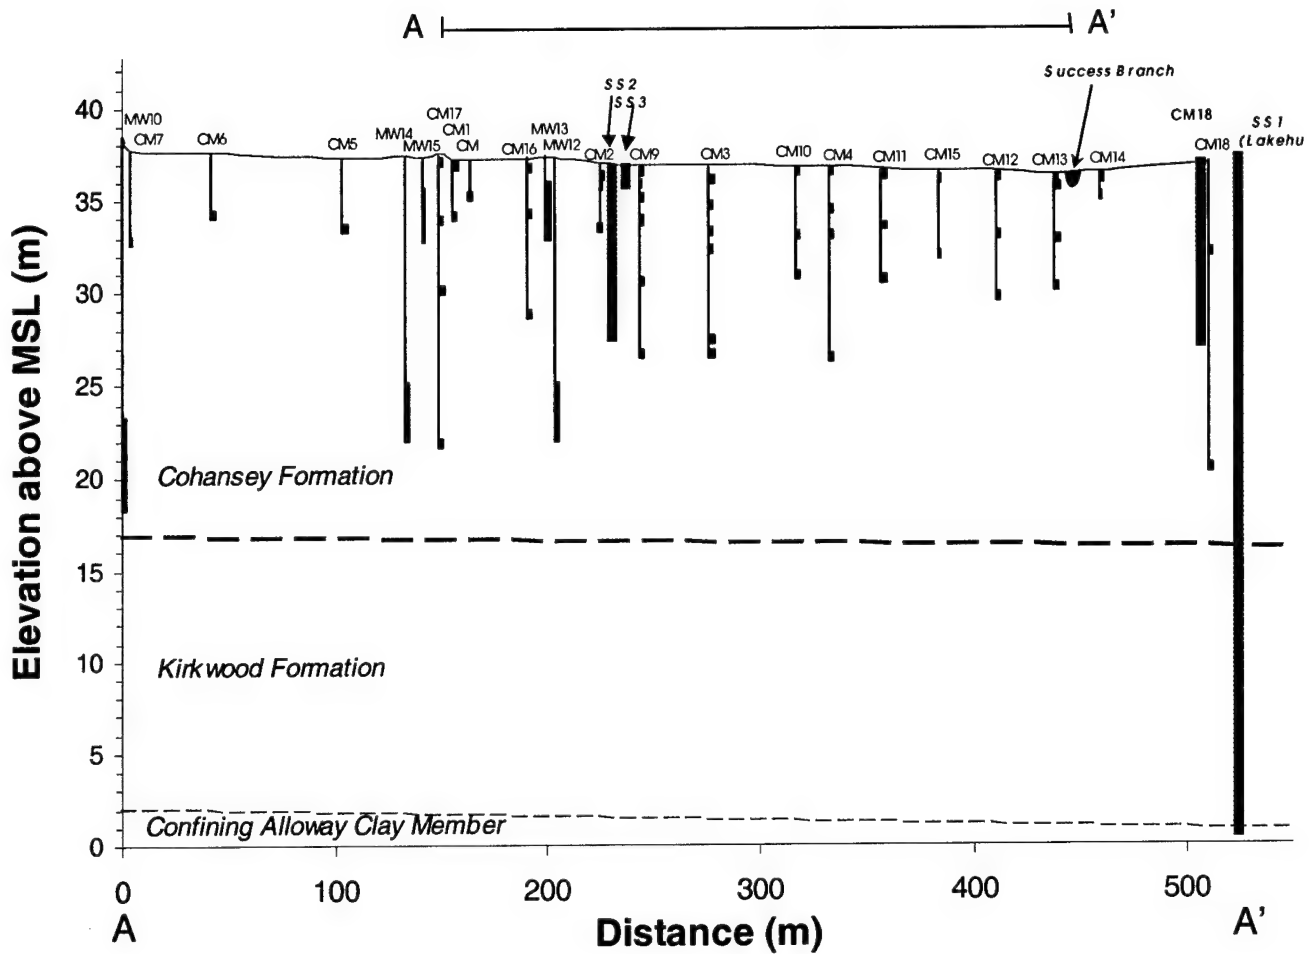 A A'
Success Branch
SS2
SS3
40
MW10
CM7
CM6
CM5
MW14
MW15
CM17
CM1
CM
CM16
MW13
MW12
CM2
CM9
CM3
CM10
CM4
CM11
CM15
CM12
CM13
CM14
CM18
CM18
SS1
(Lakehu
35
30
25
20
15
10
5
0
Elevation above MSL (m)
Cohansey Formation
Kirkwood Formation
Confining Alloway Clay Member
0 100 200 300 400 500
A Distance (m) A'